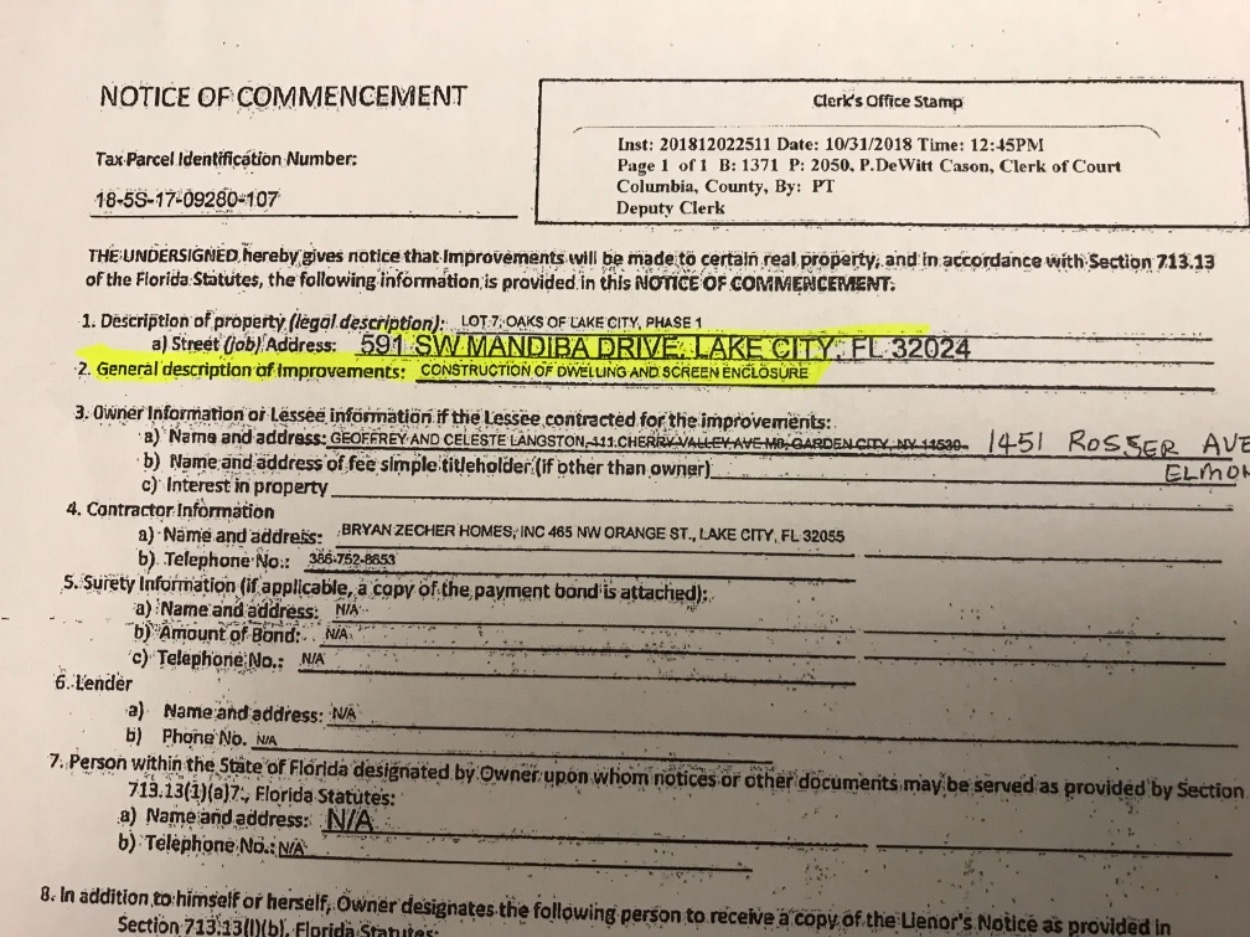 NOTICE OF COMMENCEMENT
Clerk's Office Stamp
Tax Parcel Identification Number:
18-5S-17-09280-107
Inst: 201812022511 Date: 10/31/2018 Time: 12:45PM
Page 1 of 1 B: 1371 P: 2050, P.DeWitt Cason, Clerk of Court
Columbia, County, By: PT
Deputy Clerk
THE UNDERSIGNED hereby gives notice that improvements will be made to certain real property, and in accordance with Section 713.13
of the Florida Statutes, the following information is provided in this NOTICE OF COMMENCEMENT.
1. Description of property (legal description): LOT 7, OAKS OF LAKE CITY, PHASE 1
a) Street (job) Address: 591 SW MANDIBA DRIVE, LAKE CITY, FL 32024
2. General description of improvements: CONSTRUCTION OF DWELLING AND SCREEN ENCLOSURE
3. Owner Information or Lessee information if the Lessee contracted for the improvements:
a) Name and address: GEOFFREY AND CELESTE LANGSTON, 411 CHERRY VALLEY AVE M8, GARDEN CITY, NY 11530 1451 ROSSER AVE
b) Name and address of fee simple titleholder (if other than owner) ELMON
c) Interest in property
4. Contractor Information
a) Name and address: BRYAN ZECHER HOMES, INC 465 NW ORANGE ST., LAKE CITY, FL 32055
b) Telephone No.: 386-752-8653
5. Surety Information (if applicable, a copy of the payment bond is attached):
a) Name and address: N/A
b) Amount of Bond: N/A
c) Telephone No.: N/A
6. Lender
a) Name and address: N/A
b) Phone No. N/A
7. Person within the State of Florida designated by Owner upon whom notices or other documents may be served as provided by Section
713.13(1)(a)7., Florida Statutes:
a) Name and address: N/A
b) Telephone No.: N/A
8. In addition to himself or herself, Owner designates the following person to receive a copy of the Lienor's Notice as provided in
Section 713.13(l)(b), Florida Statutes: